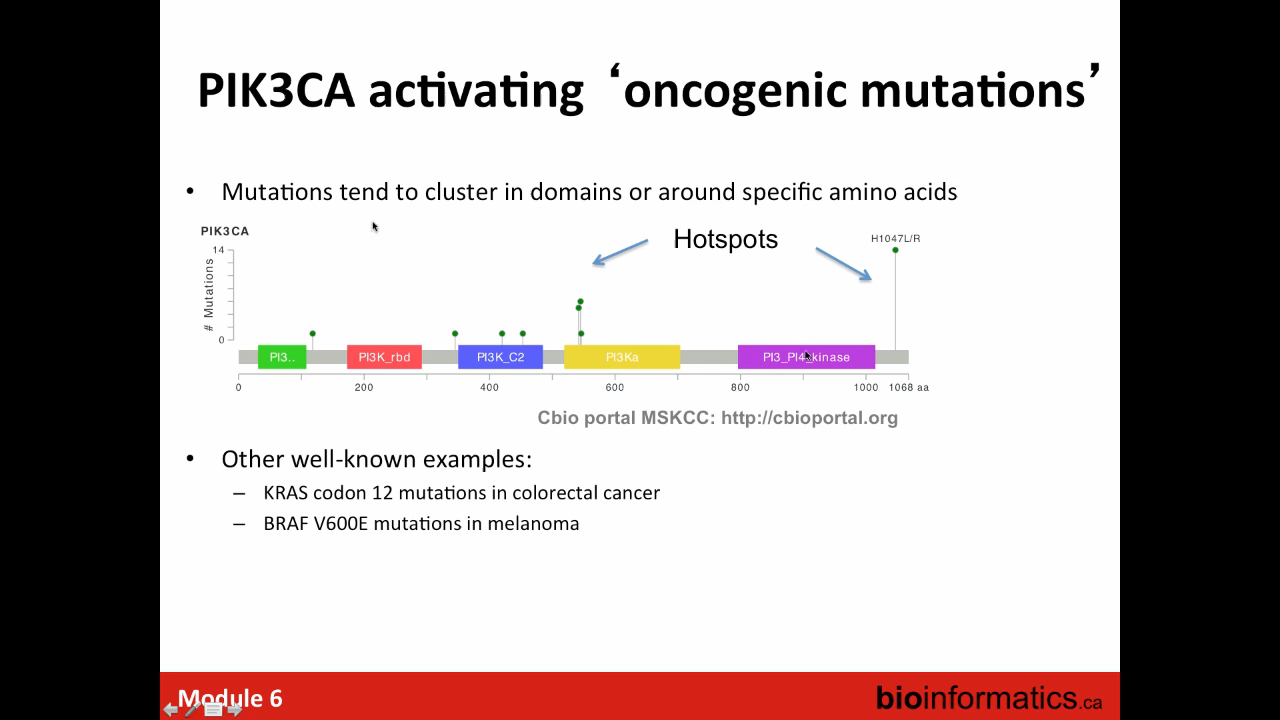 PIK3CA activating ‘oncogenic mutations’
• Mutations tend to cluster in domains or around specific amino acids
PIK3CA
Hotspots
H1047L/R
14
# Mutations
0
PI3..
PI3K_rbd
PI3K_C2
PI3Ka
PI3_PI4_kinase
0
200
400
600
800
1000
1068 aa
Cbio portal MSKCC: http://cbioportal.org
• Other well-known examples:
– KRAS codon 12 mutations in colorectal cancer
– BRAF V600E mutations in melanoma
Module 6
bioinformatics.ca